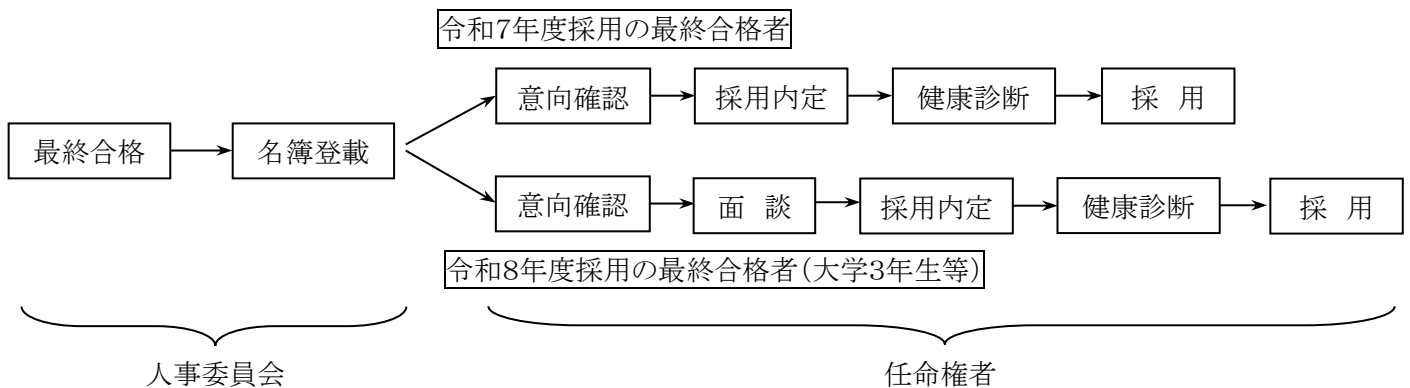 令和7年度採用の最終合格者
意向確認
採用内定
健康診断
採 用
最終合格
名簿登載
意向確認
面 談
採用内定
健康診断
採 用
令和8年度採用の最終合格者(大学3年生等)
人事委員会
任命権者